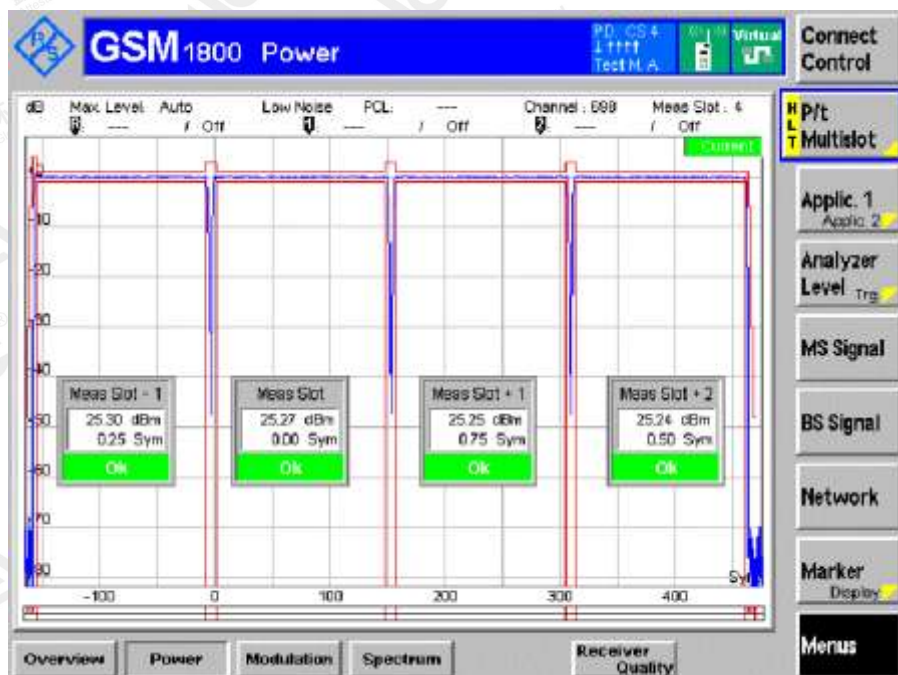 R/S
GSM 1800 Power
PD: CS 4
Virtual
Connect Control
dB Max. Level: Auto Low Noise PCL: --- Channel : 698 Meas Slot : 4
--- / Off 1 --- / Off 2 --- / Off
Current
HLT
P/t Multislot
Applic. 1
Applic. 2
Analyzer Level
Trg.
MS Signal
BS Signal
Network
Marker
Display
Menus
-10
-20
-30
-40
-50
-60
-70
-80
Meas Slot - 1
25.30 dBm
0.25 Sym
Ok
Meas Slot
25.27 dBm
0.00 Sym
Ok
Meas Slot + 1
25.25 dBm
0.75 Sym
Ok
Meas Slot + 2
25.24 dBm
0.50 Sym
Ok
Sym
-100 0 100 200 300 400
Overview Power Modulation Spectrum Receiver Quality